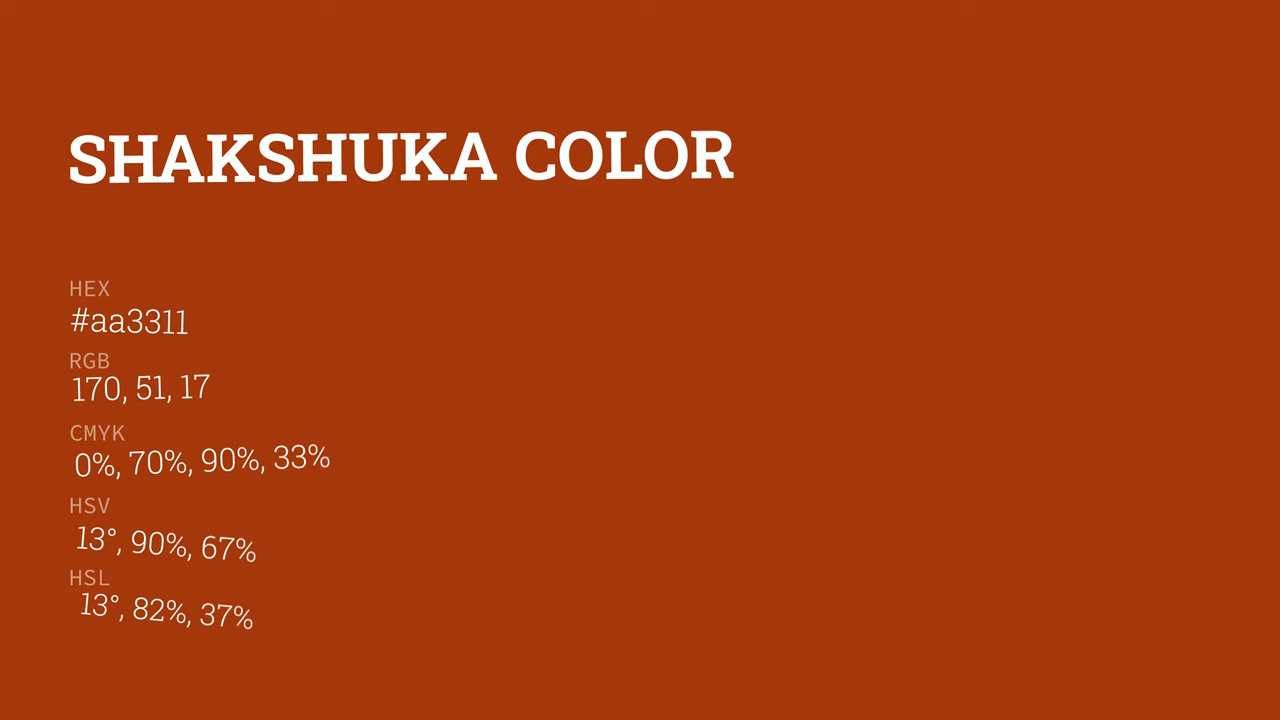 SHAKSHUKA COLOR
HEX
#aa3311
RGB
170, 51, 17
CMYK
0%, 70%, 90%, 33%
HSV
13°, 90%, 67%
HSL
13°, 82%, 37%